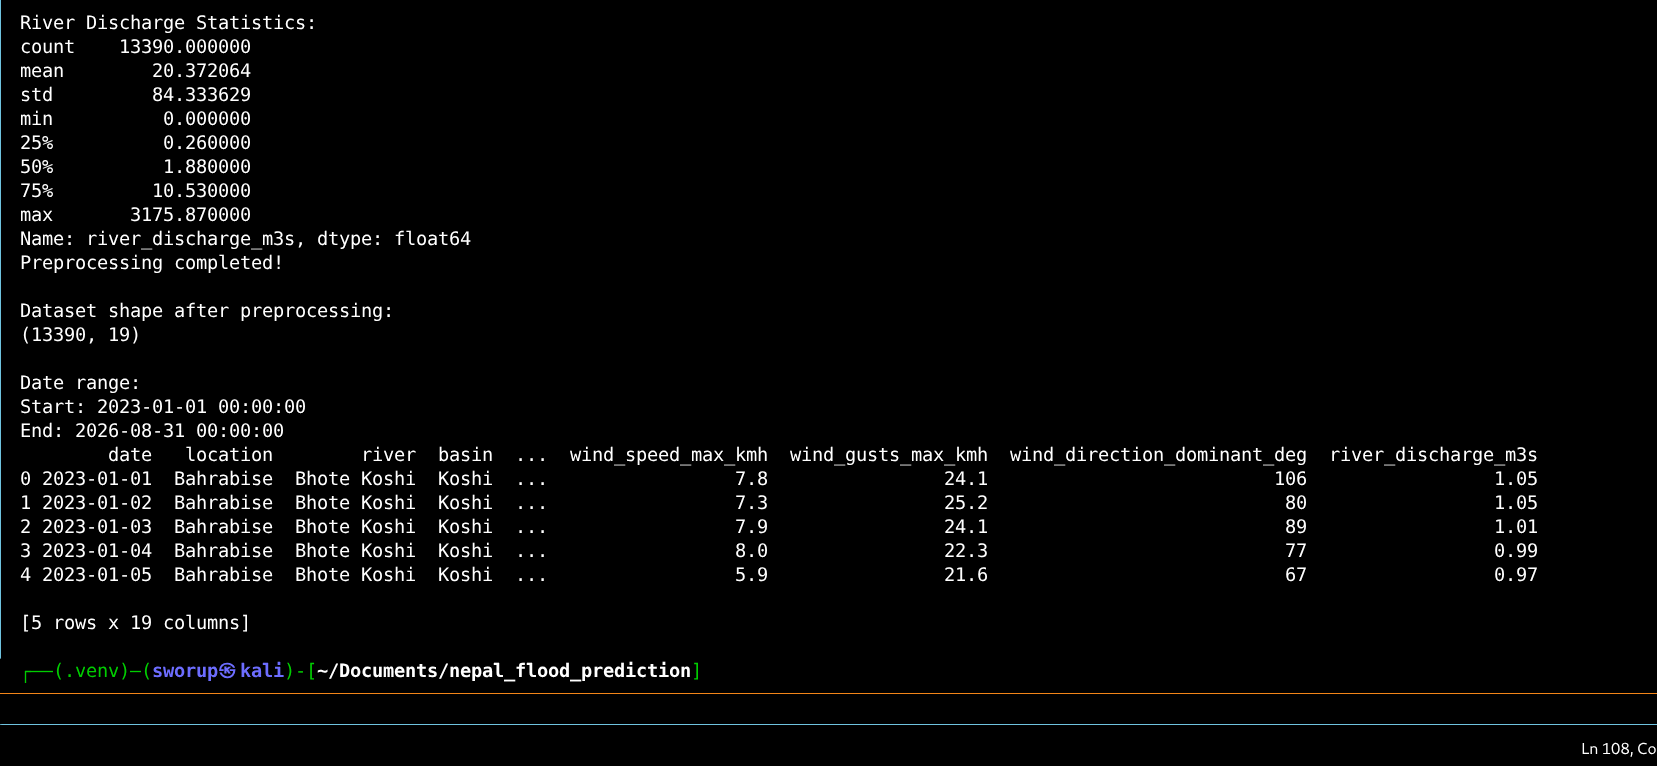 River Discharge Statistics:
count    13390.000000
mean        20.372064
std         84.333629
min          0.000000
25%          0.260000
50%          1.880000
75%         10.530000
max       3175.870000
Name: river_discharge_m3s, dtype: float64
Preprocessing completed!
Dataset shape after preprocessing:
(13390, 19)
Date range:
Start: 2023-01-01 00:00:00
End: 2026-08-31 00:00:00
        date   location        river  basin  ...  wind_speed_max_kmh  wind_gusts_max_kmh  wind_direction_dominant_deg  river_discharge_m3s
0 2023-01-01  Bahrabise  Bhote Koshi  Koshi  ...                 7.8                24.1                          106                 1.05
1 2023-01-02  Bahrabise  Bhote Koshi  Koshi  ...                 7.3                25.2                           80                 1.05
2 2023-01-03  Bahrabise  Bhote Koshi  Koshi  ...                 7.9                24.1                           89                 1.01
3 2023-01-04  Bahrabise  Bhote Koshi  Koshi  ...                 8.0                22.3                           77                 0.99
4 2023-01-05  Bahrabise  Bhote Koshi  Koshi  ...                 5.9                21.6                           67                 0.97
[5 rows x 19 columns]
┌──(.venv)─(sworup㉿kali)-[~/Documents/nepal_flood_prediction]
Ln 108, Co